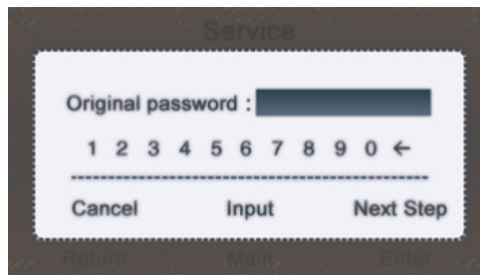 Service
Original password :
1 2 3 4 5 6 7 8 9 0 ←
Cancel Input Next Step
Return Main Enter